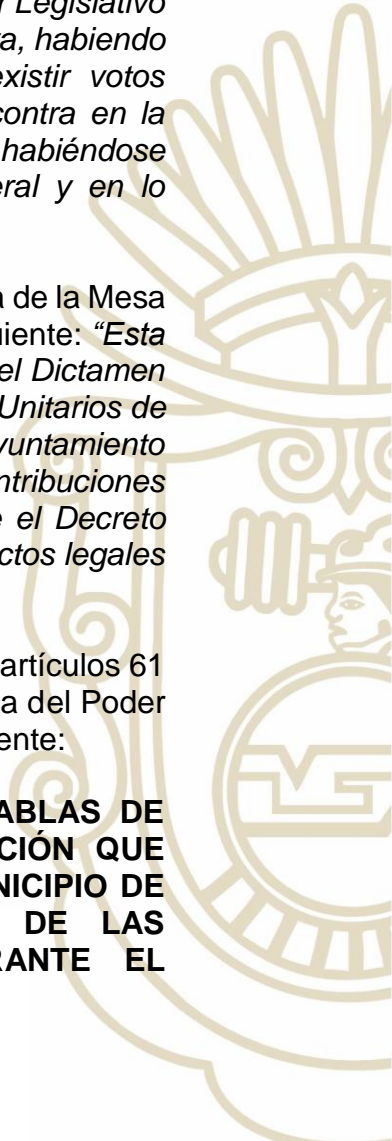 r Legislativo
a, habiendo
existir votos
contra en la
habiéndose
eral y en lo
a de la Mesa
uiente: “Esta
el Dictamen
Unitarios de
yuntamiento
ntribuciones
e el Decreto
ctos legales
artículos 61
a del Poder
ente:
ABLAS DE
CIÓN QUE
NICIPIO DE
DE LAS
RANTE EL